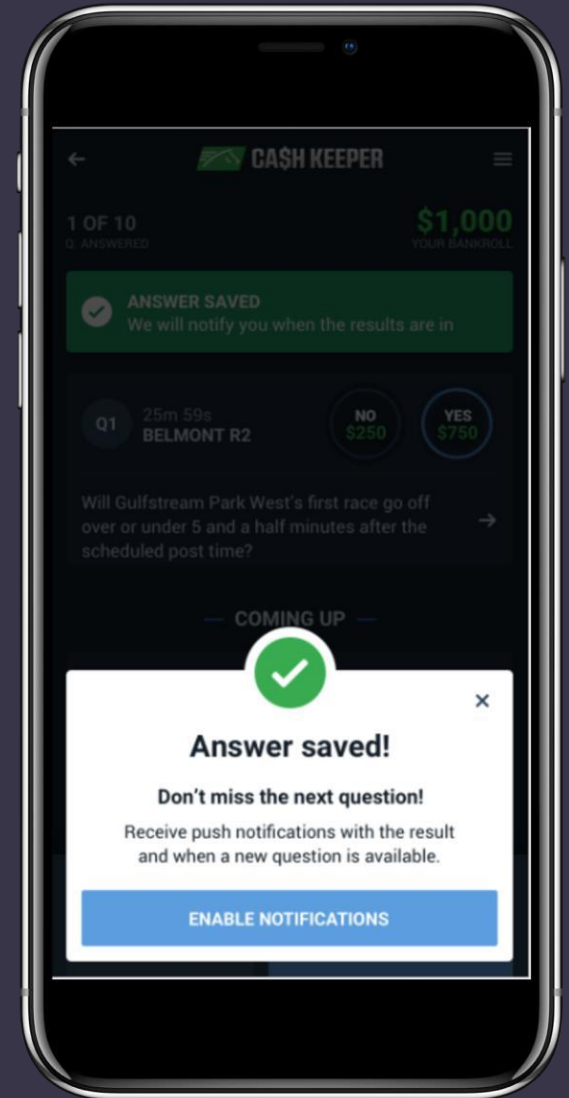 CA$H KEEPER
1 OF 10
Q. ANSWERED
$1,000
YOUR BANKROLL
ANSWER SAVED
We will notify you when the results are in
Q1
25m 59s
BELMONT R2
NO
$250
YES
$750
Will Gulfstream Park West's first race go off
over or under 5 and a half minutes after the
scheduled post time?
COMING UP
Answer saved!
Don't miss the next question!
Receive push notifications with the result
and when a new question is available.
ENABLE NOTIFICATIONS